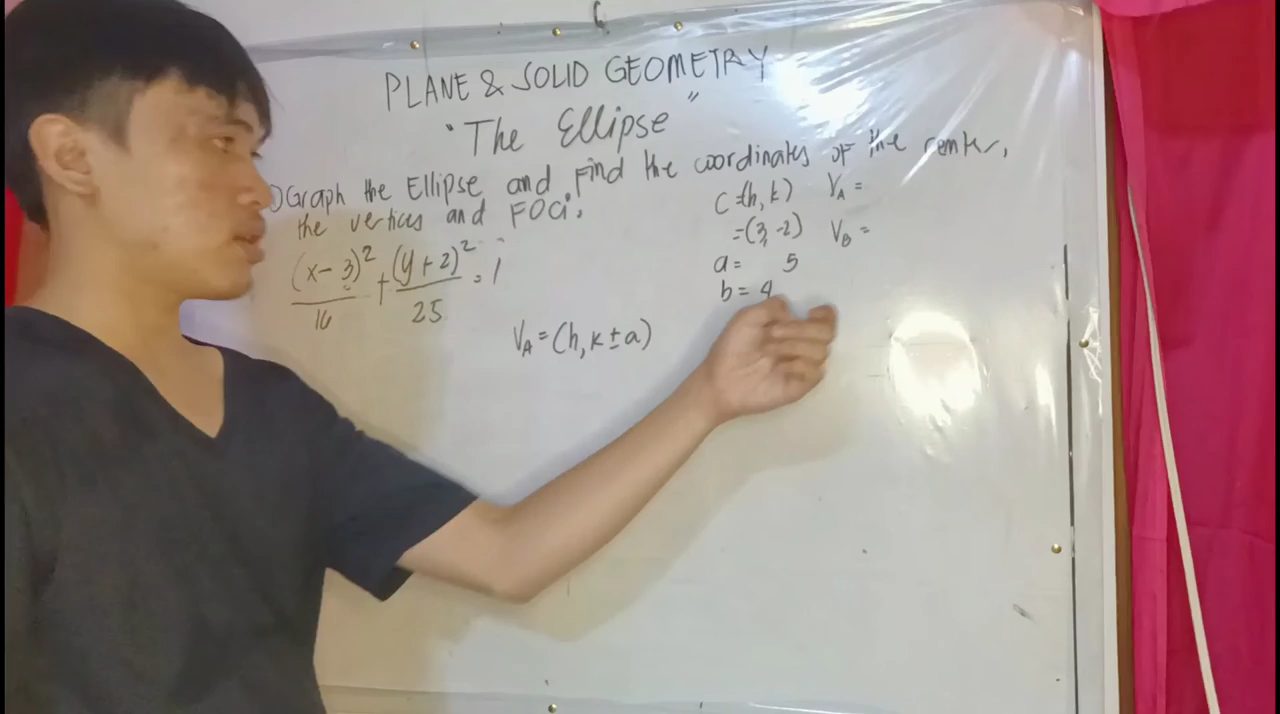 PLANE & SOLID GEOMETRY
"The Ellipse"
Graph the Ellipse and Find the coordinates of the center,
the vertices and FOCi.
(x-3)²/16 + (y+2)²/25 = 1
C=(h,k)
=(3,-2)
a= 5
b= 4
V_A =
V_B =
V_A = (h, k±a)